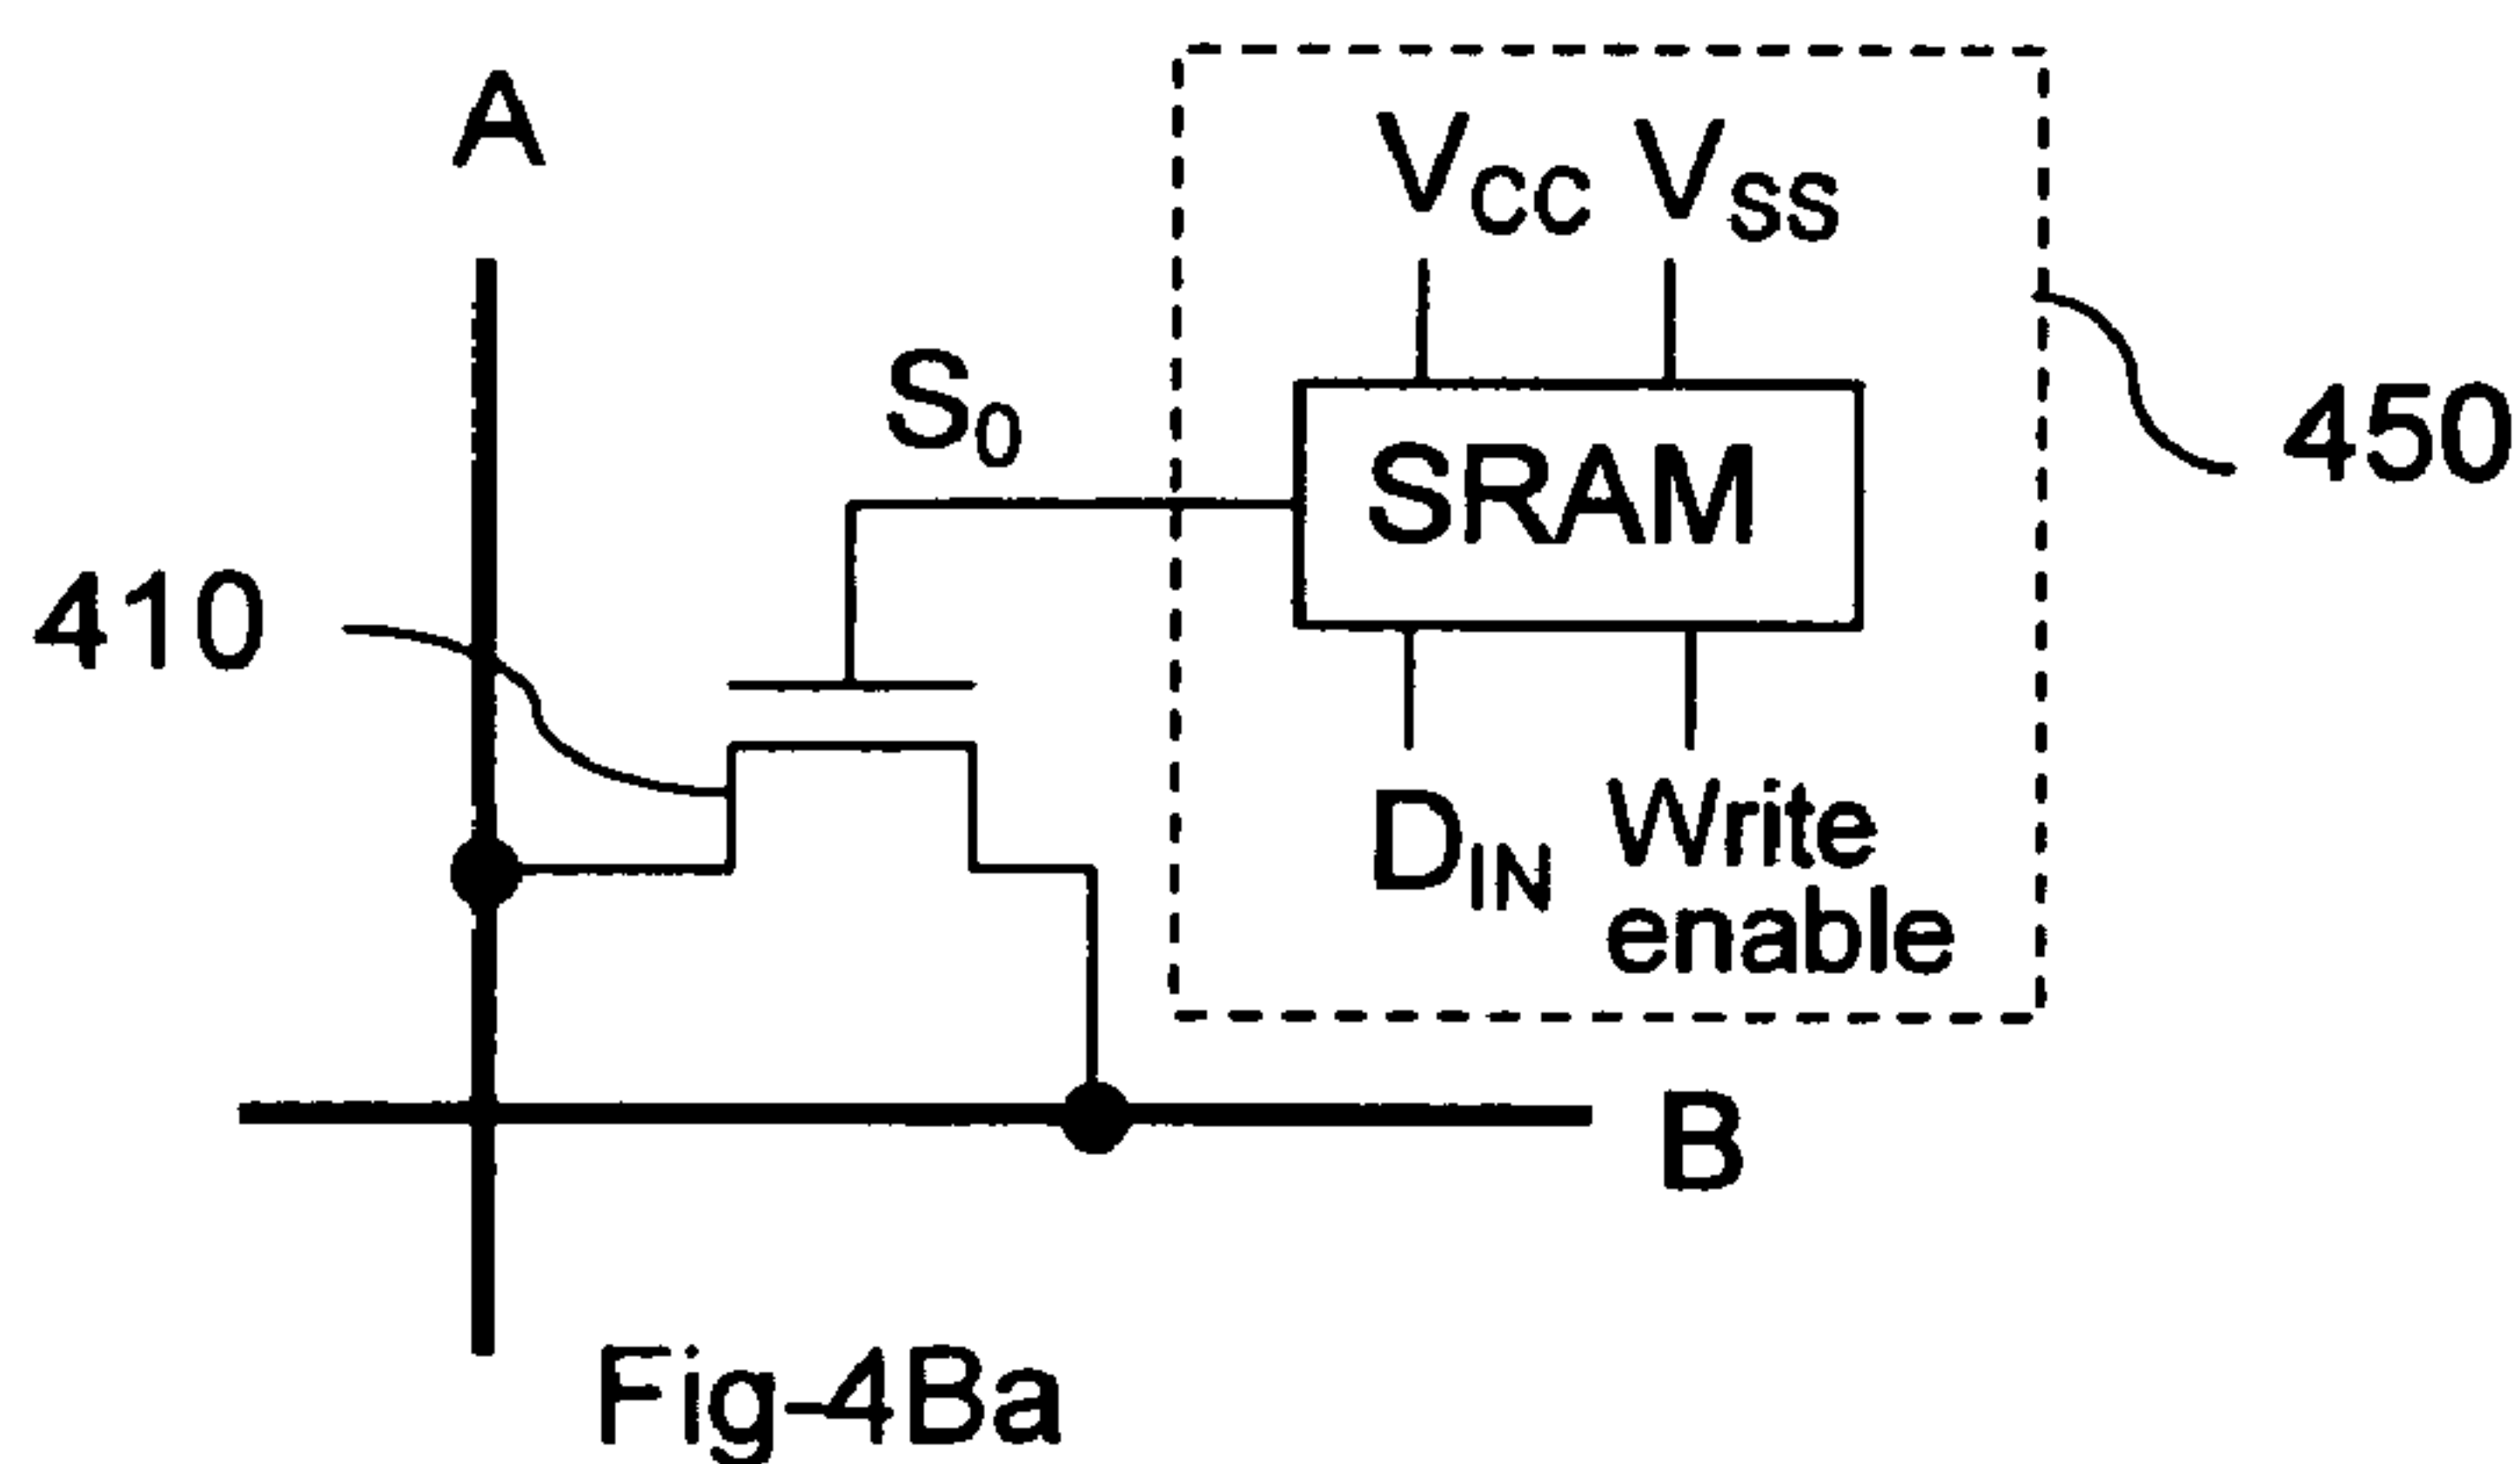 A
VCC VSS
S0
450
SRAM
410
DIN
Write
enable
B
Fig-4Ba